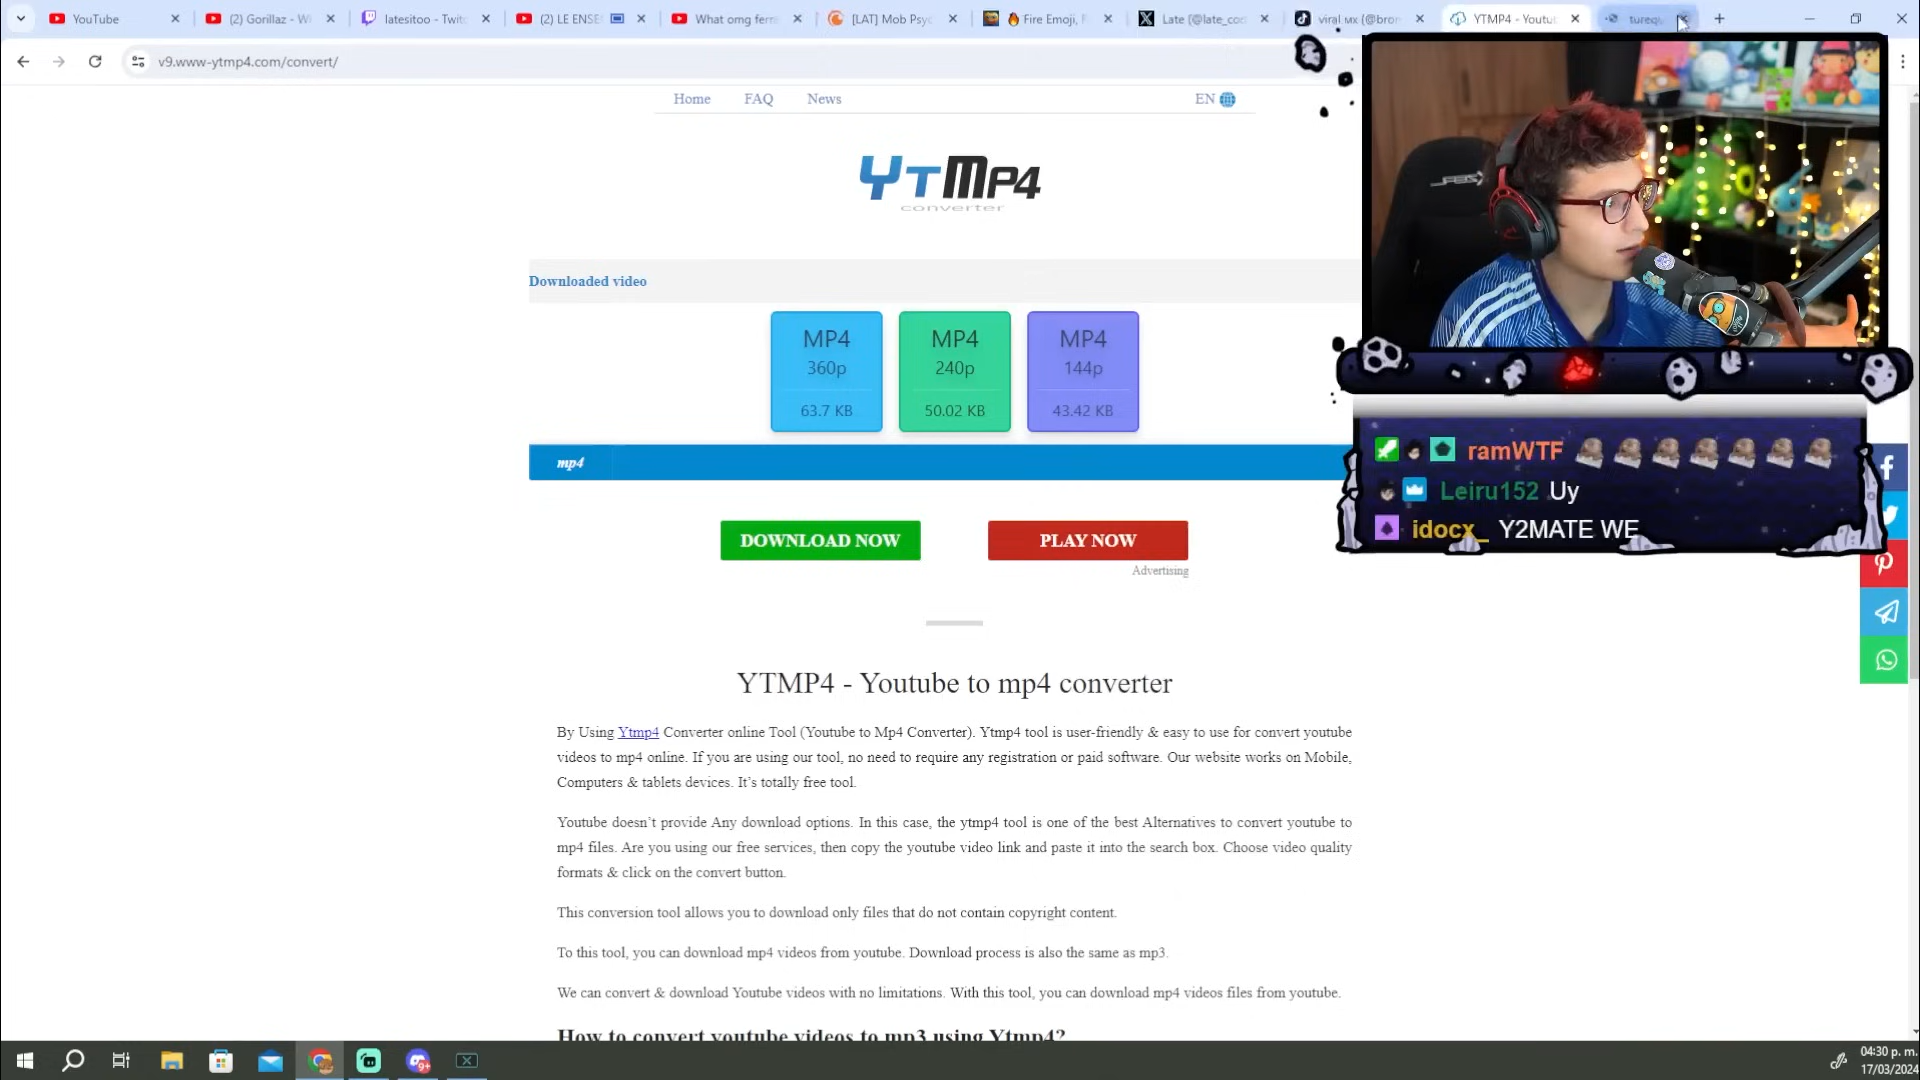 YouTube
(2) Gorillaz - Wi
latesitoo - Twitc
(2) LE ENSE
What omg ferra
[LAT] Mob Psyc
Fire Emoji,
Late (@late_co
viral мx (@bron
YTMP4 - Youtu
v9.www-ytmp4.com/convert/
Home
FAQ
News
EN
YTMP4
converter
Downloaded video
MP4
360p
63.7 KB
MP4
240p
50.02 KB
MP4
144p
43.42 KB
mp4
DOWNLOAD NOW
PLAY NOW
Advertising
ramWTF
Leiru152 Uy
idocx_ Y2MATE WE
YTMP4 - Youtube to mp4 converter
By Using Ytmp4 Converter online Tool (Youtube to Mp4 Converter). Ytmp4 tool is user-friendly & easy to use for convert youtube
videos to mp4 online. If you are using our tool, no need to require any registration or paid software. Our website works on Mobile,
Computers & tablets devices. It's totally free tool.
Youtube doesn't provide Any download options. In this case, the ytmp4 tool is one of the best Alternatives to convert youtube to
mp4 files. Are you using our free services, then copy the youtube video link and paste it into the search box. Choose video quality
formats & click on the convert button.
This conversion tool allows you to download only files that do not contain copyright content.
To this tool, you can download mp4 videos from youtube. Download process is also the same as mp3.
We can convert & download Youtube videos with no limitations. With this tool, you can download mp4 videos files from youtube.
How to convert youtube videos to mp3 using Ytmp4?
9+
04:30 p. m.
17/03/2024